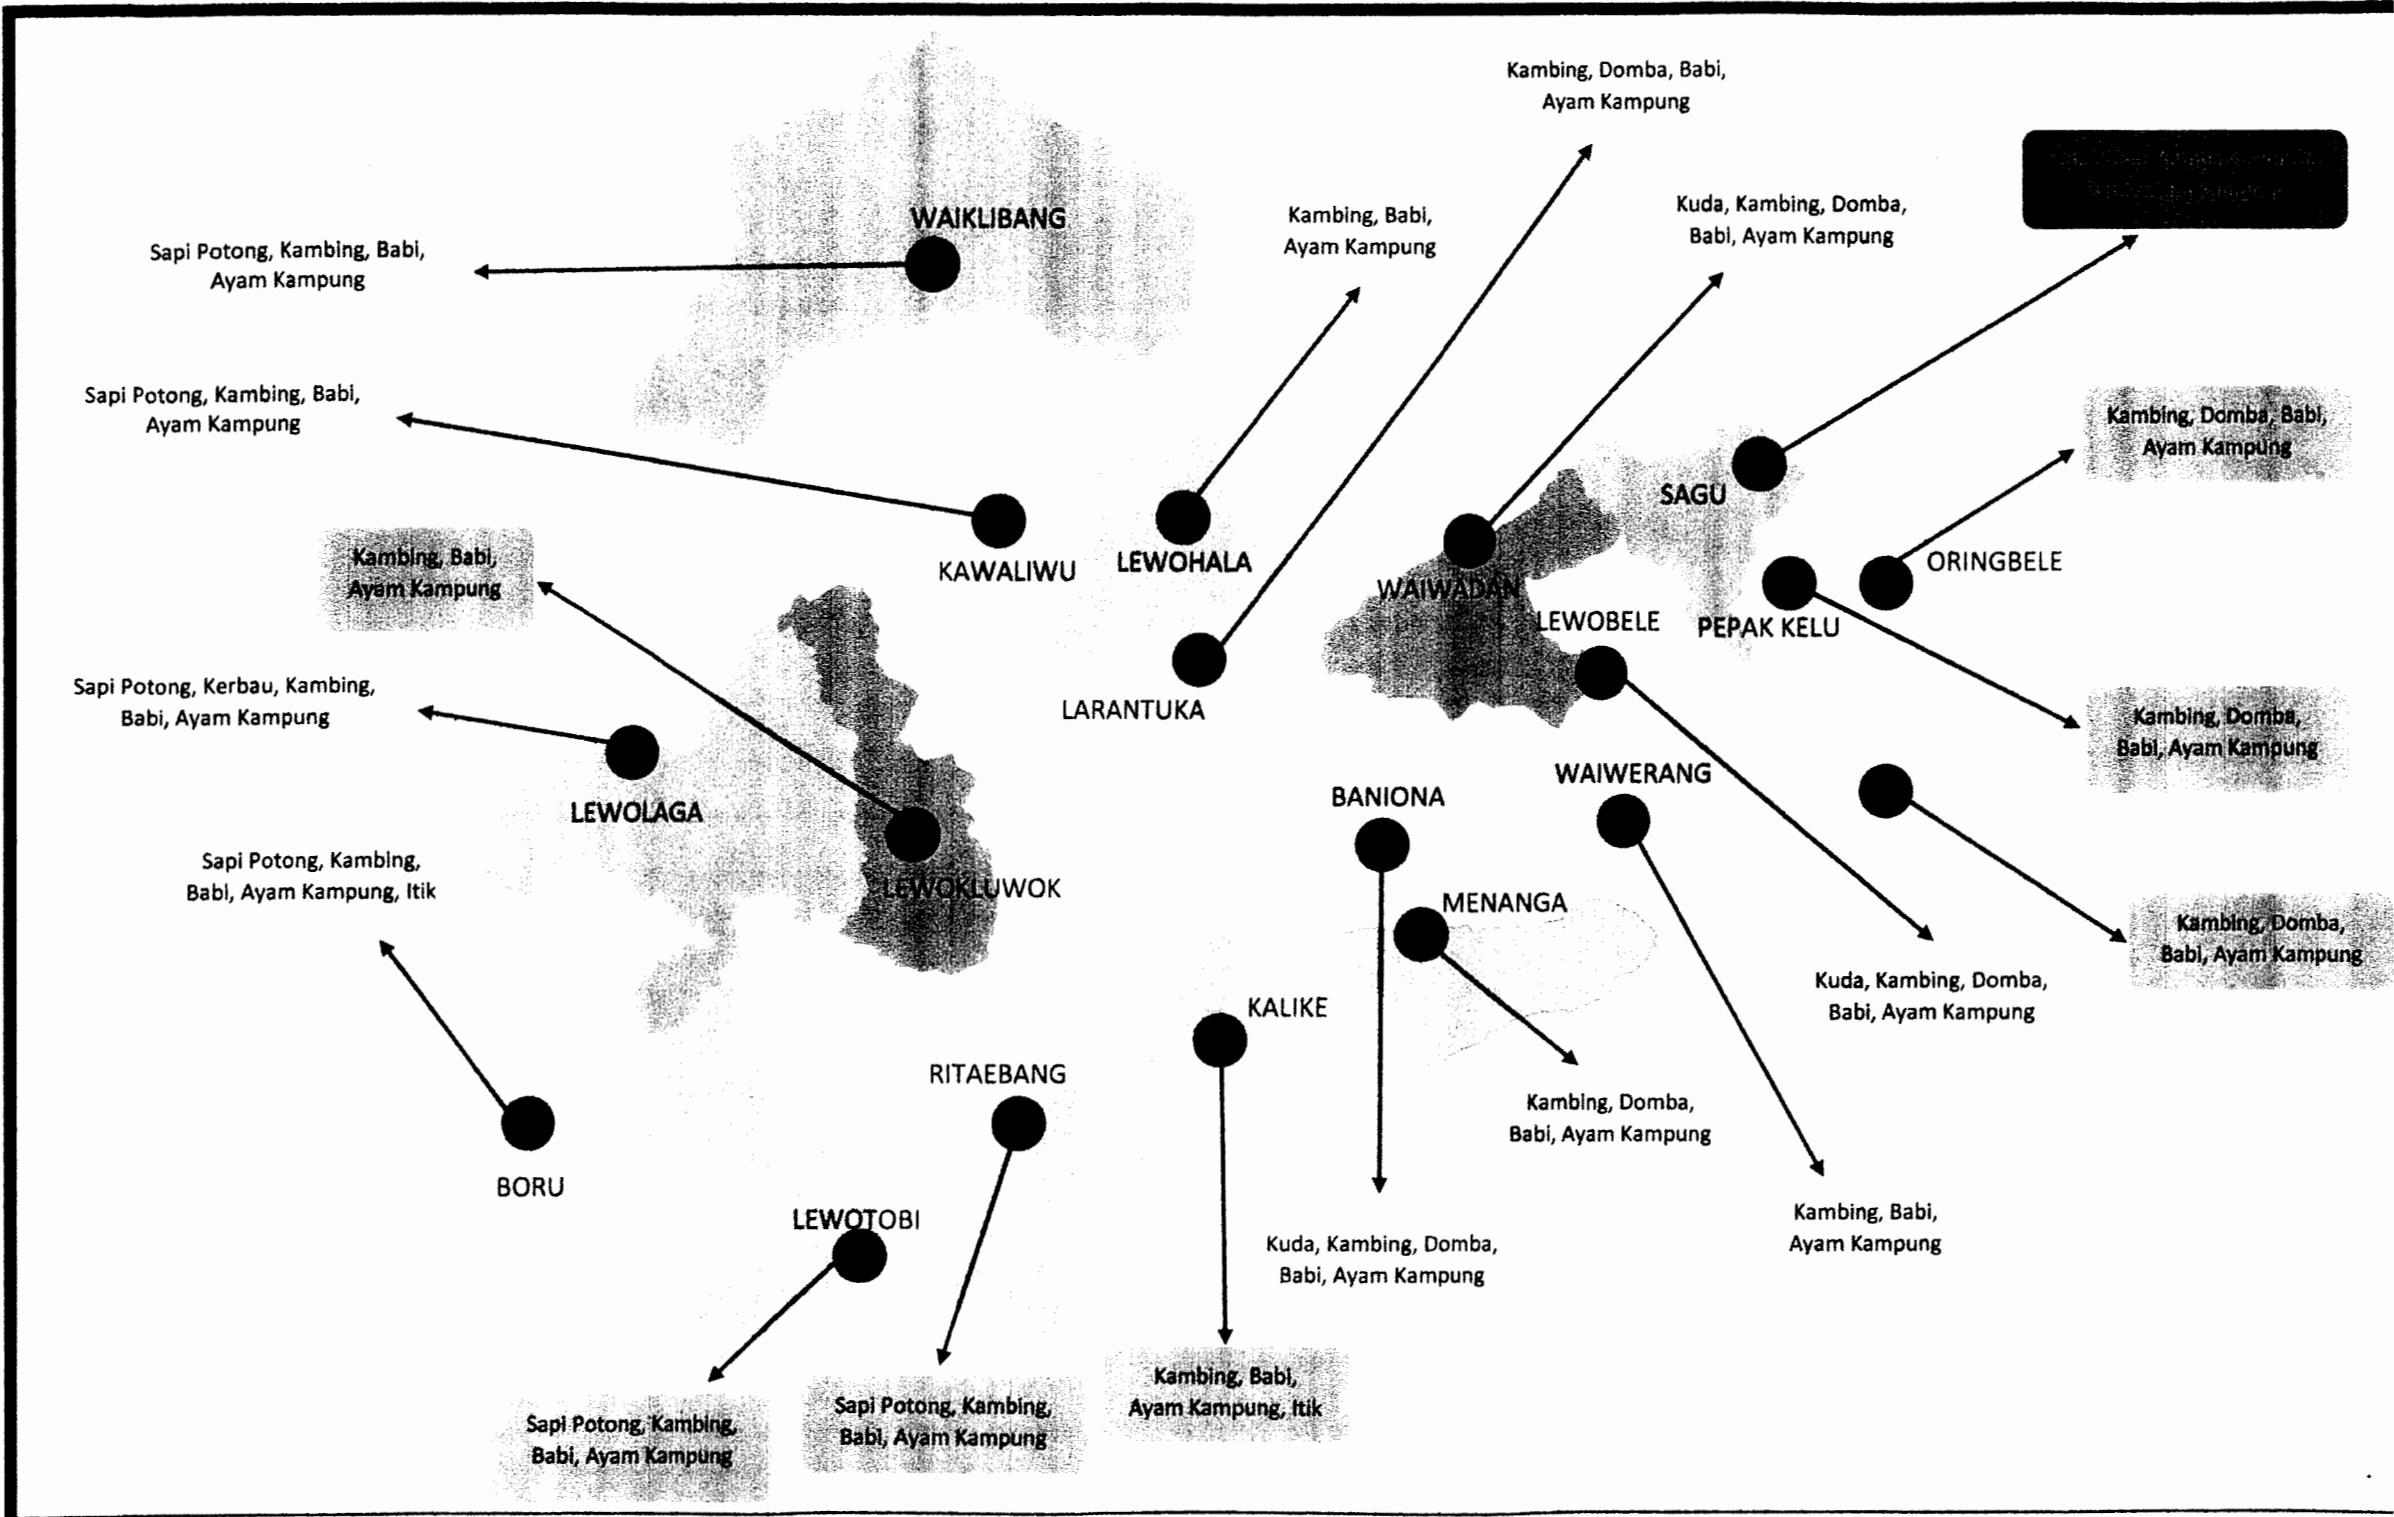 Kambing, Domba, Babi,
Ayam Kampung
WAIKLIBANG
Sapi Potong, Kambing, Babi,
Ayam Kampung
Kambing, Babi,
Ayam Kampung
Kuda, Kambing, Domba,
Babi, Ayam Kampung
Sapi Potong, Kambing, Babi,
Ayam Kampung
Kambing, Domba, Babi,
Ayam Kampung
SAGU
KAWALIWU
LEWOHALA
WAIWADAN
ORINGBELE
Kambing, Babi,
Ayam Kampung
LEWOBELE
PEPAK KELU
Sapi Potong, Kerbau, Kambing,
Babi, Ayam Kampung
LARANTUKA
Kambing, Domba,
Babi, Ayam Kampung
LEWOLAGA
BANIONA
WAIWERANG
Sapi Potong, Kambing,
Babi, Ayam Kampung, Itik
LEWOKLUWOK
MENANGA
Kambing, Domba,
Babi, Ayam Kampung
KALIKE
Kuda, Kambing, Domba,
Babi, Ayam Kampung
RITAEBANG
Kambing, Domba,
Babi, Ayam Kampung
BORU
LEWOTOBI
Kuda, Kambing, Domba,
Babi, Ayam Kampung
Kambing, Babi,
Ayam Kampung
Sapi Potong, Kambing,
Babi, Ayam Kampung
Sapi Potong, Kambing,
Babi, Ayam Kampung
Kambing, Babi,
Ayam Kampung, Itik